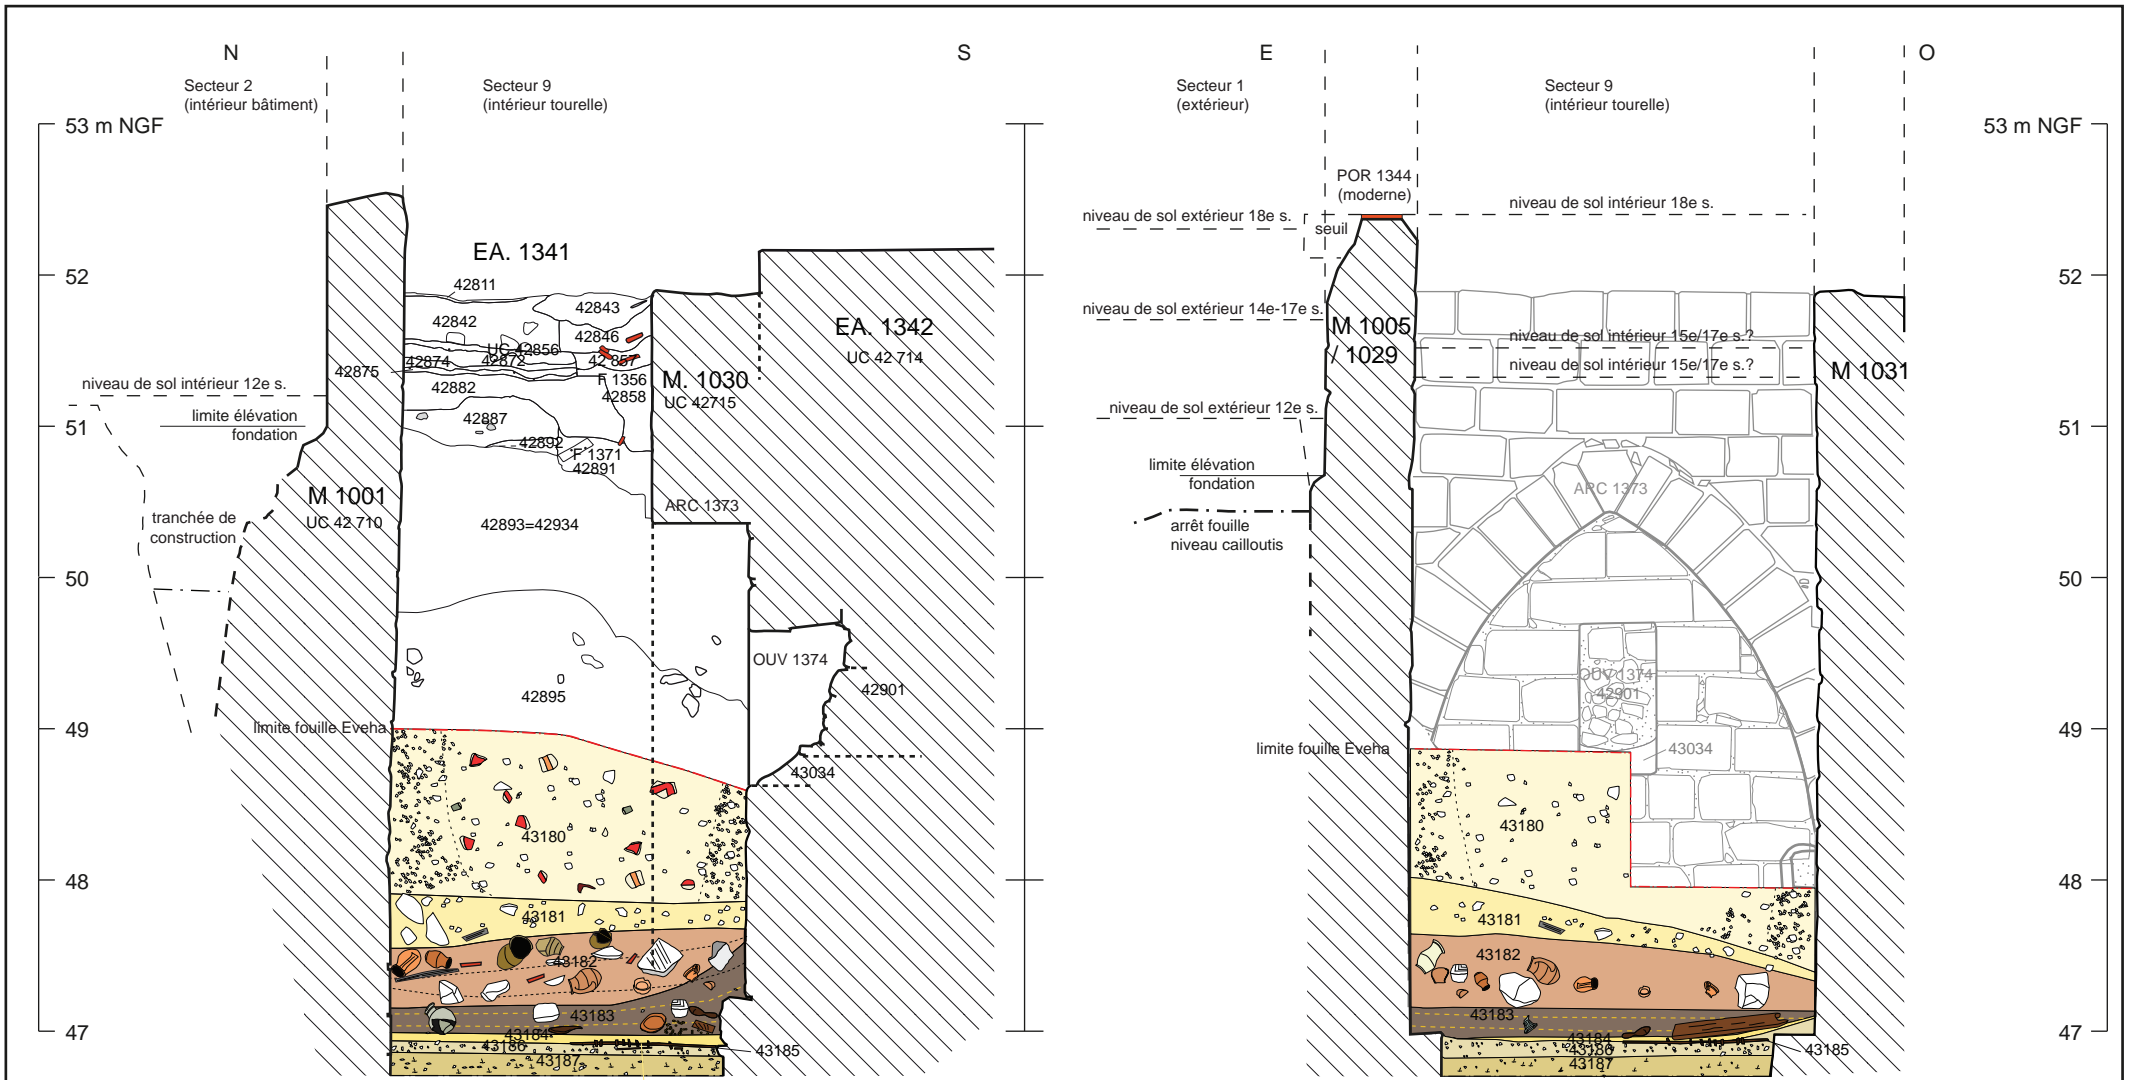 N
S
E
O
Secteur 2
(intérieur bâtiment)
Secteur 9
(intérieur tourelle)
Secteur 1
(extérieur)
Secteur 9
(intérieur tourelle)
53 m NGF
53 m NGF
POR 1344
(moderne)
niveau de sol extérieur 18e s.
niveau de sol intérieur 18e s.
seuil
EA. 1341
52
52
42811
42843
42842
42846
UC 42856
42874
42872
42 857
42875
F 1356
42882
42858
42887
42892
F 1371
42891
M. 1030
UC 42715
EA. 1342
UC 42 714
niveau de sol extérieur 14e-17e s.
M 1005
/ 1029
niveau de sol intérieur 15e/17e s.?
niveau de sol intérieur 15e/17e s.?
M 1031
niveau de sol intérieur 12e s.
niveau de sol extérieur 12e s.
limite élévation
fondation
51
51
limite élévation
fondation
M 1001
UC 42 710
tranchée de
construction
42893=42934
ARC 1373
ARC 1373
arrêt fouille
niveau cailloutis
50
50
OUV 1374
42901
42895
OUV 1374
42901
49
49
limite fouille Eveha
limite fouille Eveha
43034
43034
43180
43180
48
48
43181
43181
43182
43182
43183
43183
47
47
43184
43186
43185
43187
43184
43186
43185
43187